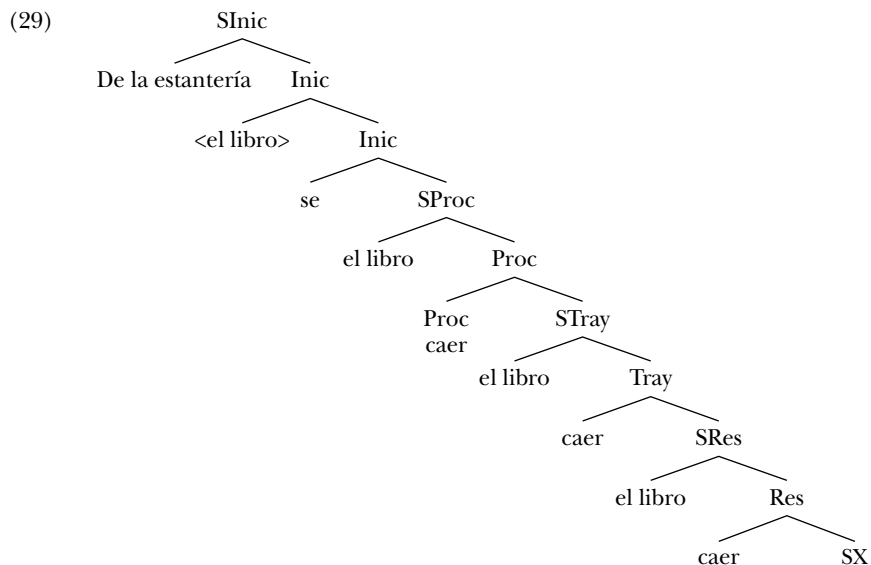 (29) SInic
De la estantería Inic
<el libro> Inic
se SProc
el libro Proc
Proc STray
caer
el libro Tray
caer SRes
el libro Res
caer SX